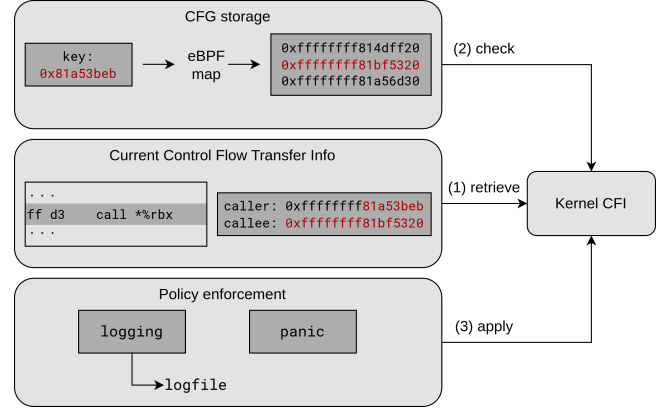 CFG storage
key:
0x81a53beb
eBPF
map
0xffffffff814dff20
0xffffffff81bf5320
0xffffffff81a56d30
(2) check
Current Control Flow Transfer Info
...
ff d3 call *%rbx
...
caller: 0xffffffff81a53beb
callee: 0xffffffff81bf5320
(1) retrieve
Kernel CFI
Policy enforcement
logging
panic
logfile
(3) apply